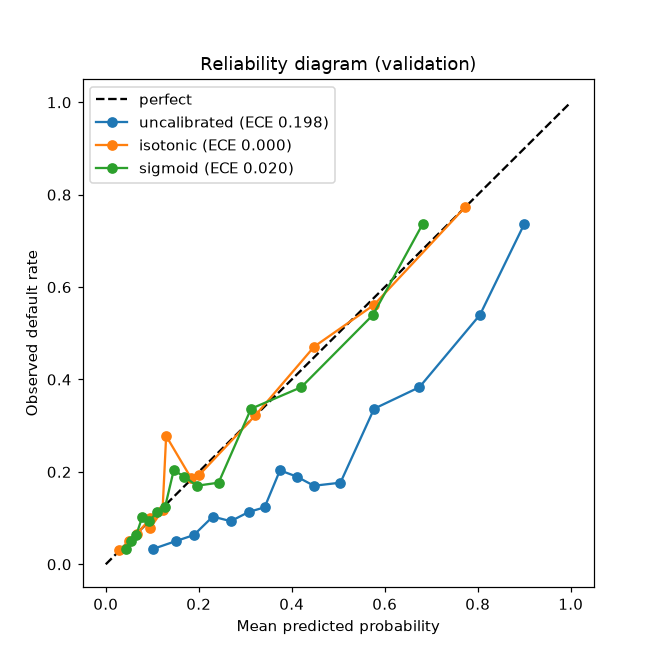 Reliability diagram (validation)
perfect
uncalibrated (ECE 0.198)
isotonic (ECE 0.000)
sigmoid (ECE 0.020)
Observed default rate
1.0
0.8
0.6
0.4
0.2
0.0
0.0 0.2 0.4 0.6 0.8 1.0
Mean predicted probability